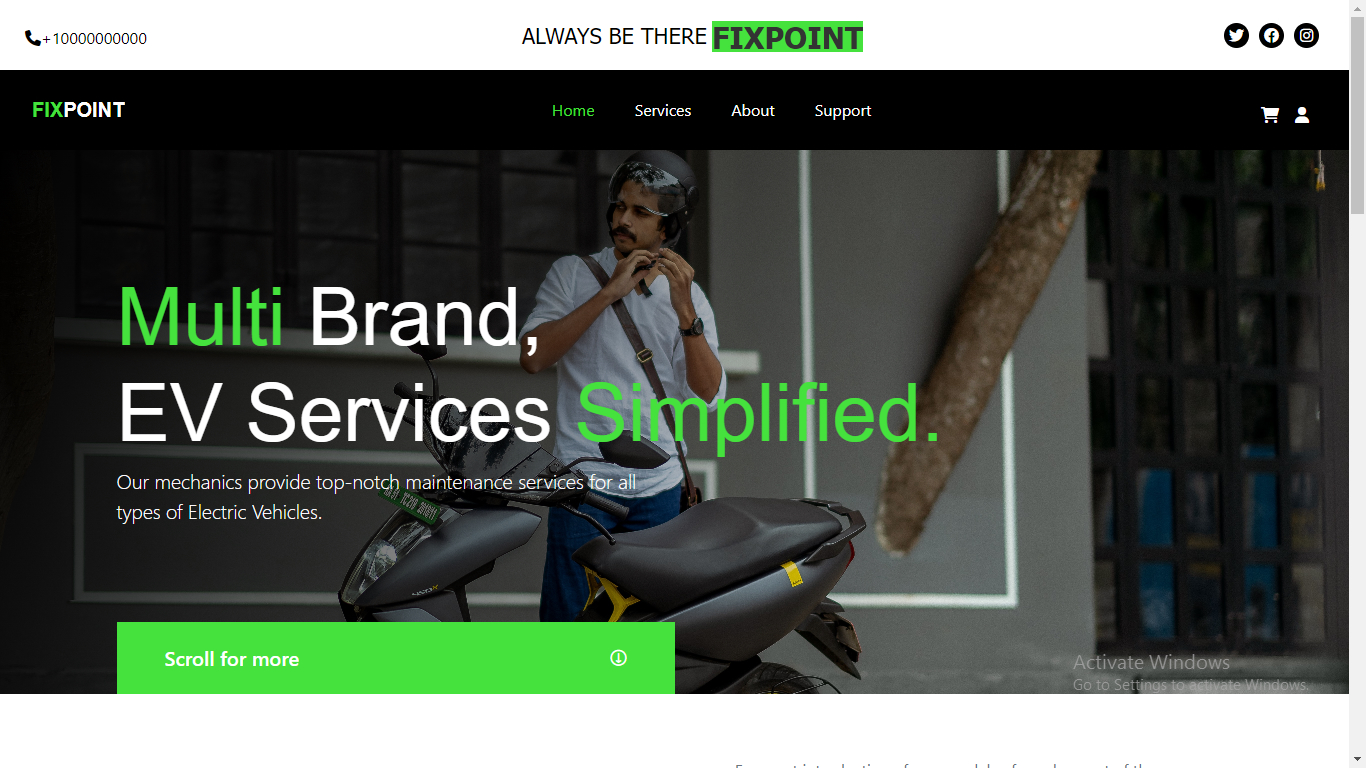 +10000000000
ALWAYS BE THERE FIXPOINT
FIXPOINT
Home Services About Support
Multi Brand,
EV Services Simplified.
Our mechanics provide top-notch maintenance services for all
types of Electric Vehicles.
Scroll for more
Activate Windows
Go to Settings to activate Windows.